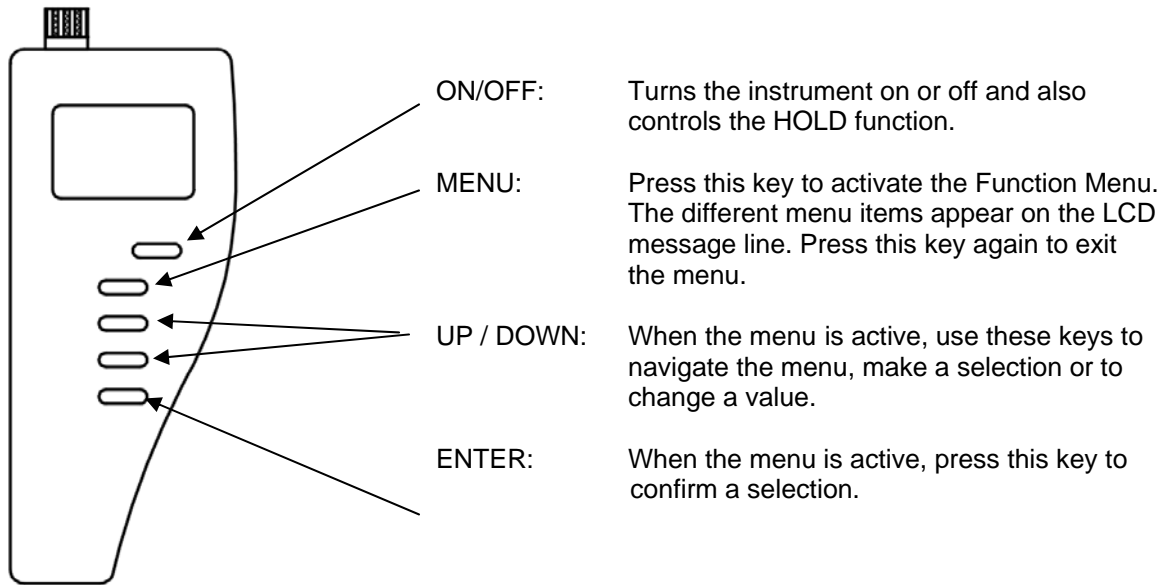 ON/OFF: Turns the instrument on or off and also
controls the HOLD function.
MENU: Press this key to activate the Function Menu.
The different menu items appear on the LCD
message line. Press this key again to exit
the menu.
UP / DOWN: When the menu is active, use these keys to
navigate the menu, make a selection or to
change a value.
ENTER: When the menu is active, press this key to
confirm a selection.